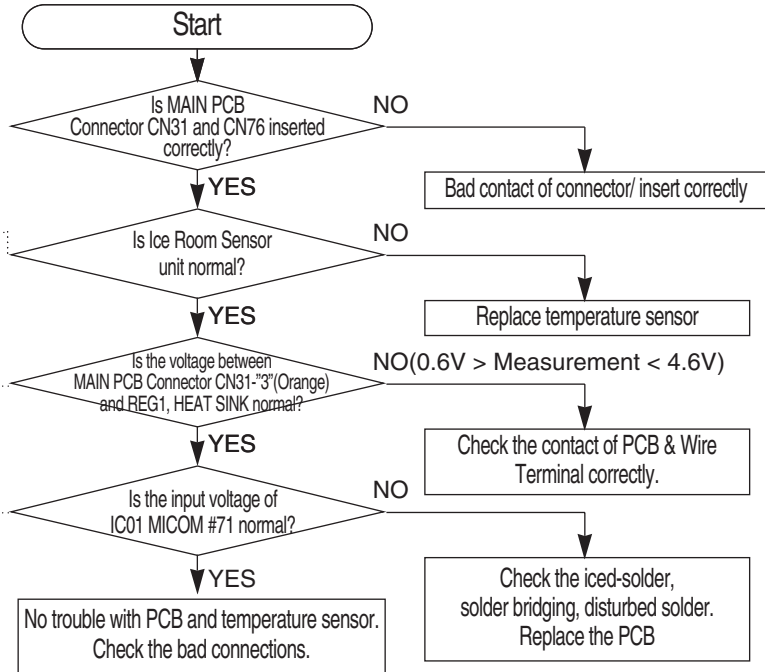 Start
Is MAIN PCB
Connector CN31 and CN76 inserted
correctly?
NO
Bad contact of connector/ insert correctly
YES
Is Ice Room Sensor
unit normal?
NO
Replace temperature sensor
YES
Is the voltage between
MAIN PCB Connector CN31-"3"(Orange)
and REG1, HEAT SINK normal?
NO(0.6V > Measurement < 4.6V)
Check the contact of PCB & Wire
Terminal correctly.
YES
Is the input voltage of
IC01 MICOM #71 normal?
NO
Check the iced-solder,
solder bridging, disturbed solder.
Replace the PCB
YES
No trouble with PCB and temperature sensor.
Check the bad connections.